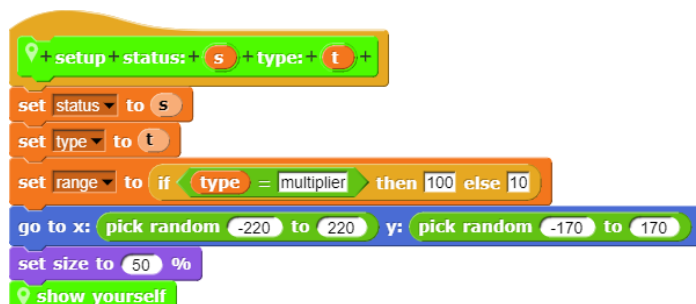 + setup + status: + s + type: + t +
set status to s
set type to t
set range to if type = multiplier then 100 else 10
go to x: pick random -220 to 220 y: pick random -170 to 170
set size to 50 %
show yourself